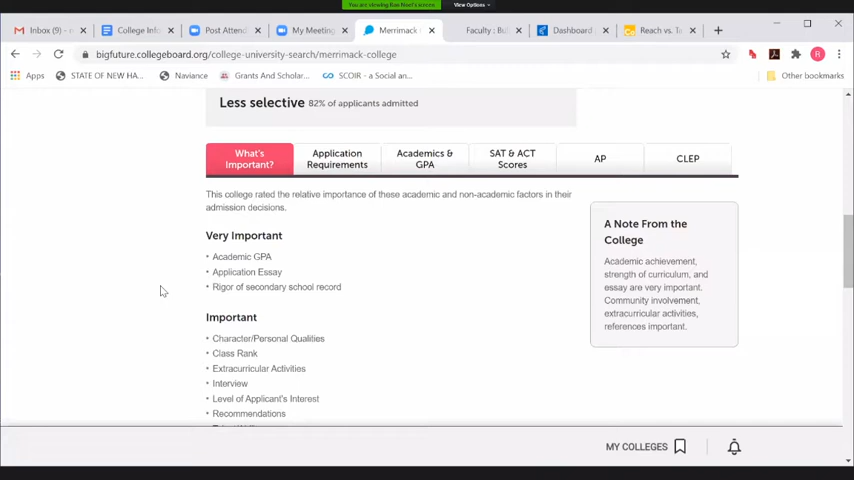 You are viewing Rae Neel's screen View Options
Inbox (9) -
College Info
Post Attend
My Meeting
Merrimack
Faculty : Bul
Dashboard
Reach vs. Te
bigfuture.collegeboard.org/college-university-search/merrimack-college
R
Apps STATE OF NEW HA... Naviance Grants And Scholar... SCOIR - a Social an... Other bookmarks
Less selective 82% of applicants admitted
What's Important?
Application Requirements
Academics & GPA
SAT & ACT Scores
AP
CLEP
This college rated the relative importance of these academic and non-academic factors in their
admission decisions.
Very Important
• Academic GPA
• Application Essay
• Rigor of secondary school record
Important
• Character/Personal Qualities
• Class Rank
• Extracurricular Activities
• Interview
• Level of Applicant's Interest
• Recommendations
A Note From the
College
Academic achievement,
strength of curriculum, and
essay are very important.
Community involvement,
extracurricular activities,
references important.
MY COLLEGES